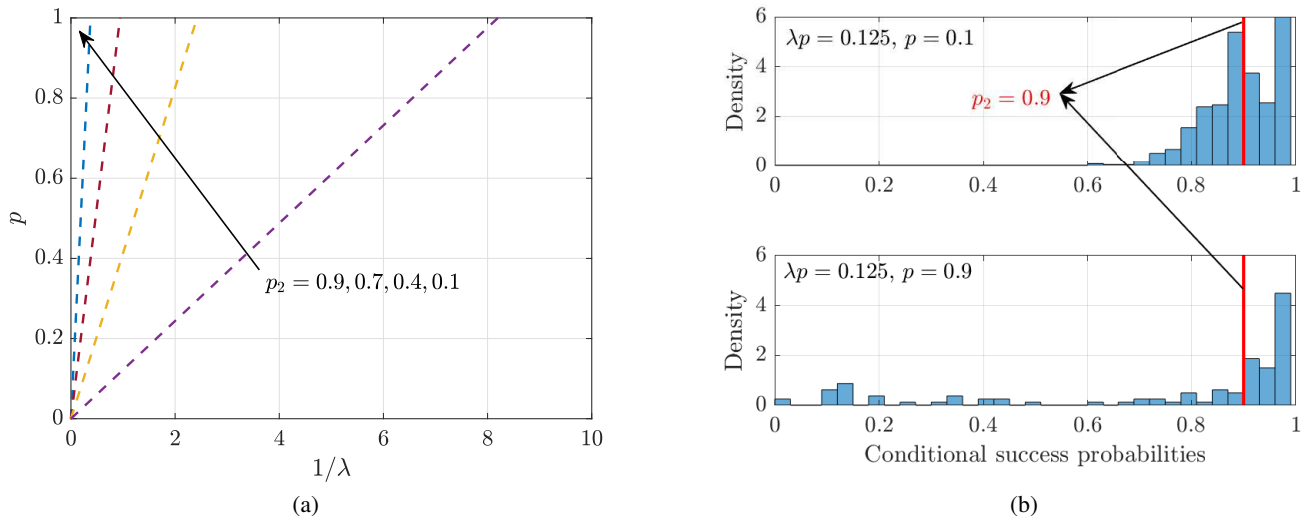 1
0.8
0.6
0.4
0.2
0
p
0 2 4 6 8 10
1/λ
p₂ = 0.9, 0.7, 0.4, 0.1
(a)
6
4
2
0
Density
λp = 0.125, p = 0.1
p₂ = 0.9
0 0.2 0.4 0.6 0.8 1
6
4
2
0
Density
λp = 0.125, p = 0.9
0 0.2 0.4 0.6 0.8 1
Conditional success probabilities
(b)